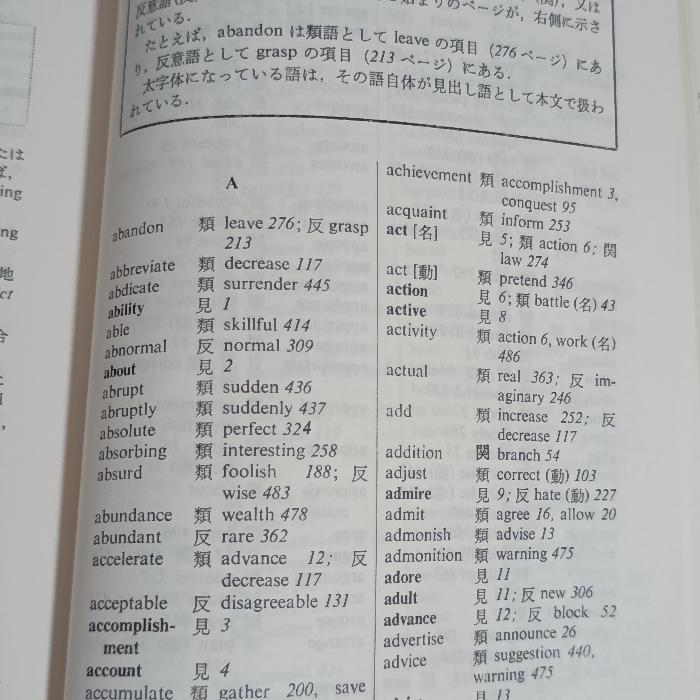 れている.
たとえば, abandon は類語として leave の項目 (276 ページ) にあ
り, 反意語として grasp の項目 (213 ページ) にある.
太字体になっている語は, その語自体が見出し語として本文で扱わ
れている.
A
abandon 類 leave 276; 反 grasp
213
abbreviate 類 decrease 117
abdicate 類 surrender 445
ability 見 1
able 類 skillful 414
abnormal 反 normal 309
about 見 2
abrupt 類 sudden 436
abruptly 類 suddenly 437
absolute 類 perfect 324
absorbing 類 interesting 258
absurd 類 foolish 188; 反
wise 483
abundance 類 wealth 478
abundant 反 rare 362
accelerate 類 advance 12; 反
decrease 117
acceptable 反 disagreeable 131
accomplish- 見 3
ment
account 見 4
accumulate 類 gather 200, save
achievement 類 accomplishment 3,
conquest 95
acquaint 類 inform 253
act [名] 見 5; 類 action 6; 関
law 274
act [動] 類 pretend 346
action 見 6; 類 battle (名) 43
active 見 8
activity 類 action 6, work (名)
486
actual 類 real 363; 反 im-
aginary 246
add 類 increase 252; 反
decrease 117
addition 関 branch 54
adjust 類 correct (動) 103
admire 見 9; 反 hate (動) 227
admit 類 agree 16, allow 20
admonish 類 advise 13
admonition 類 warning 475
adore 見 11
adult 見 11; 反 new 306
advance 見 12; 反 block 52
advertise 類 announce 26
advice 類 suggestion 440,
warning 475
見 13